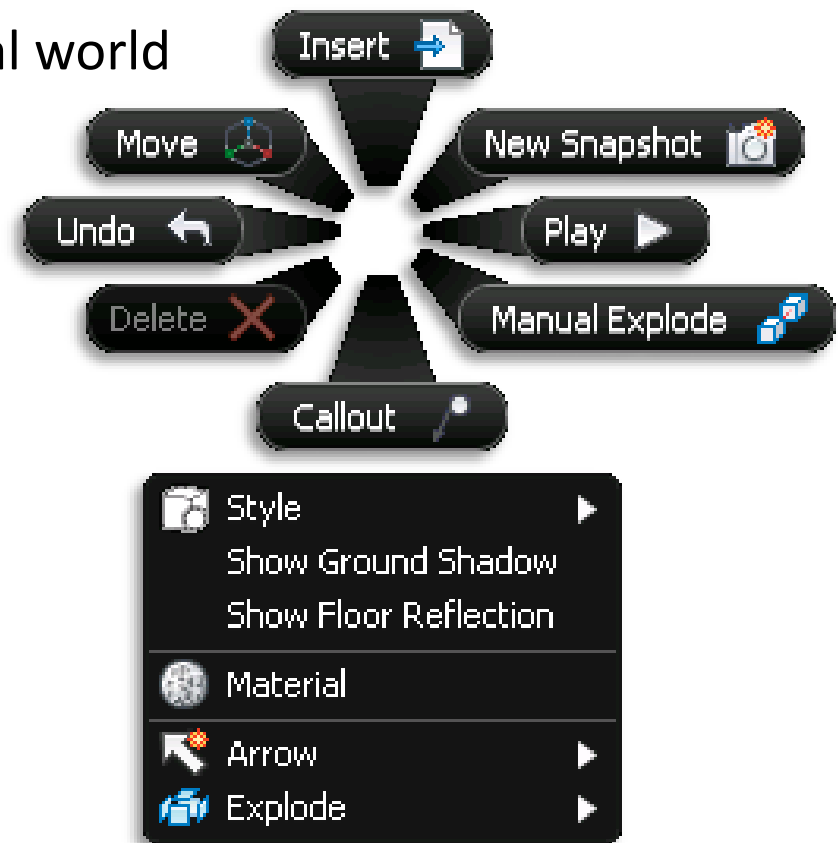 al world
Insert
Move
New Snapshot
Undo
Play
Delete
Manual Explode
Callout
Style
Show Ground Shadow
Show Floor Reflection
Material
Arrow
Explode